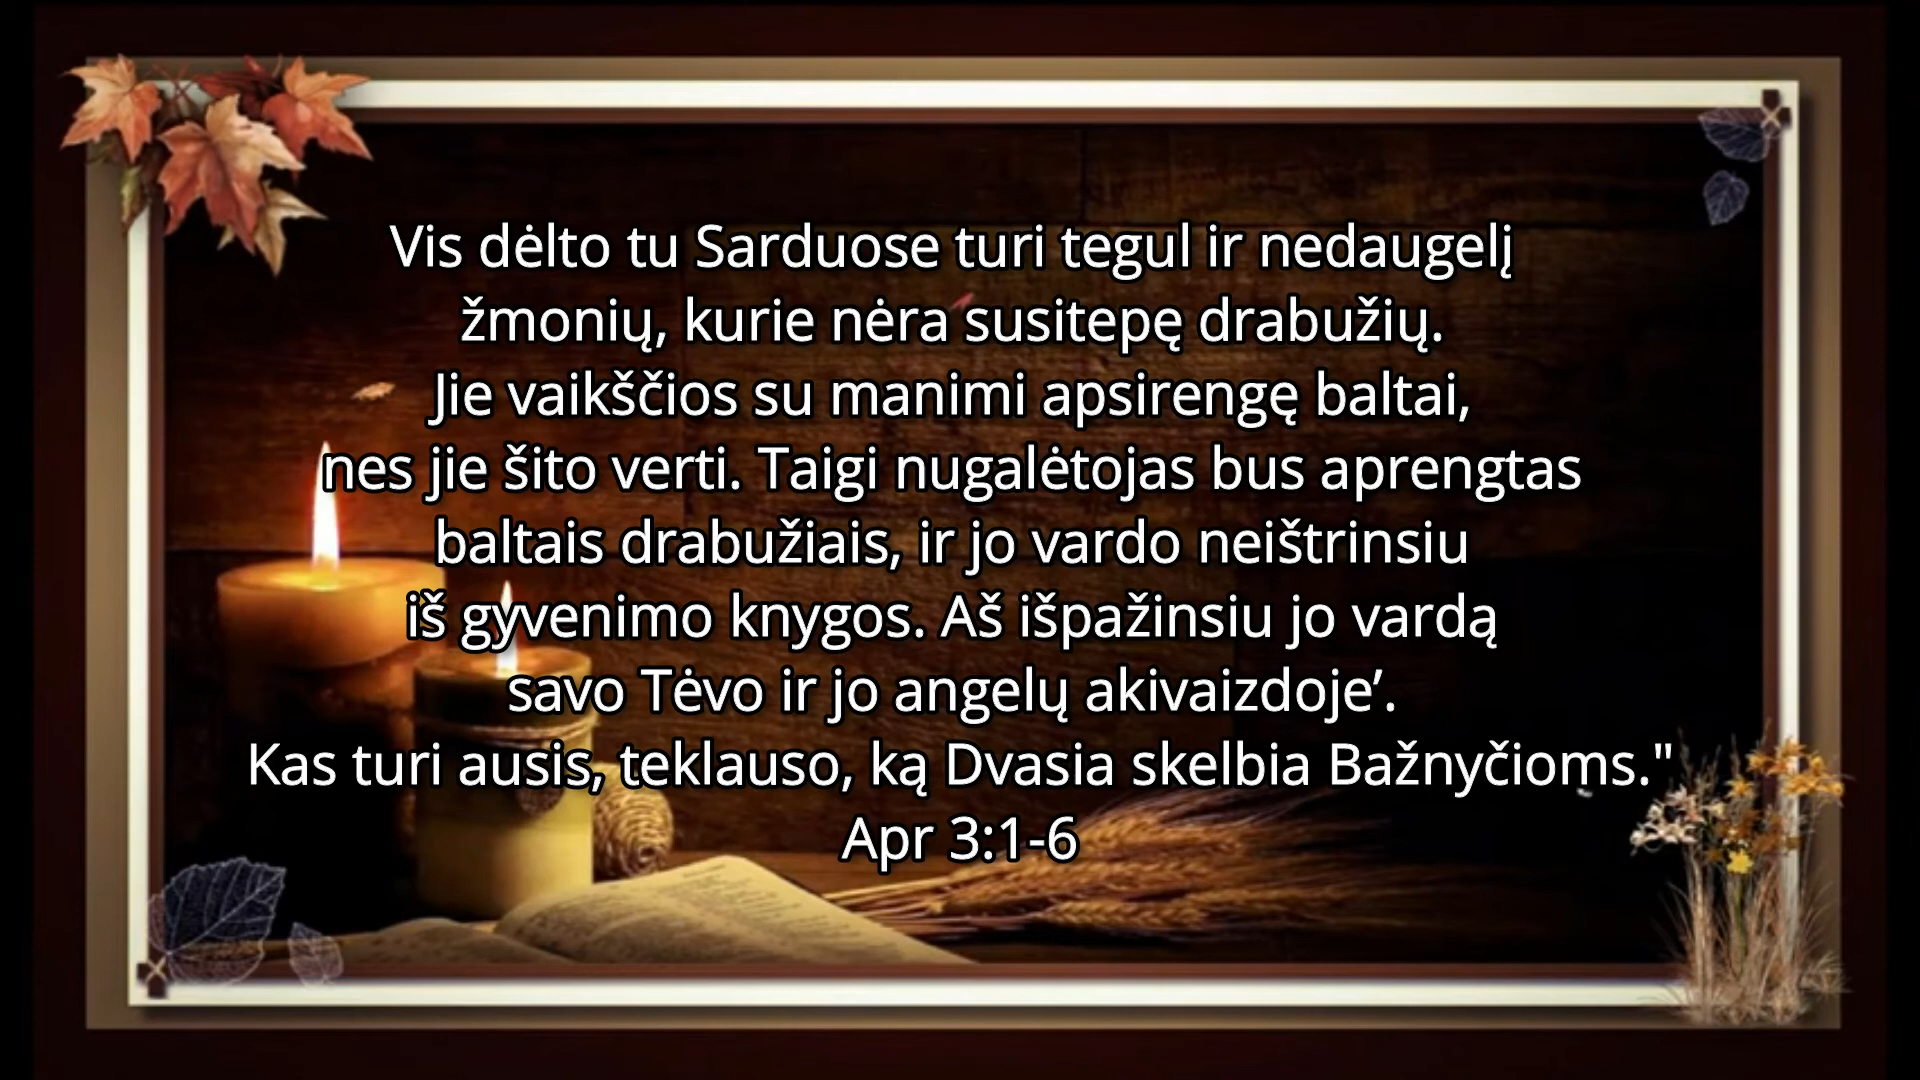 Vis dėlto tu Sarduose turi tegul ir nedaugelį
žmonių, kurie nėra susitepę drabužių.
Jie vaikščios su manimi apsirengę baltai,
nes jie šito verti. Taigi nugalėtojas bus aprengtas
baltais drabužiais, ir jo vardo neištrinsiu
iš gyvenimo knygos. Aš išpažinsiu jo vardą
savo Tėvo ir jo angelų akivaizdoje’.
Kas turi ausis, teklauso, ką Dvasia skelbia Bažnyčioms."
Apr 3:1-6